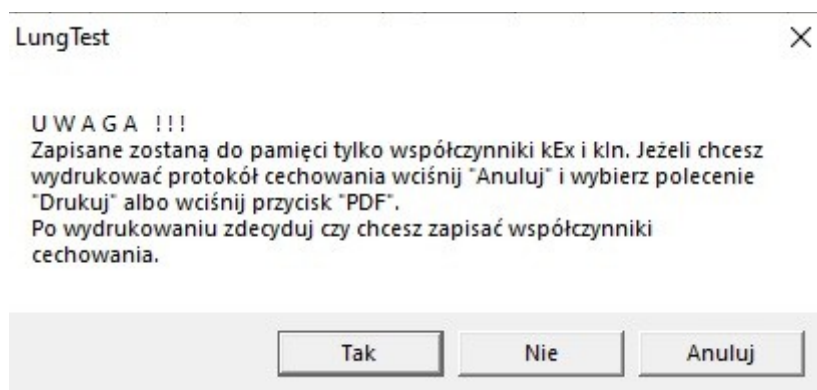 LungTest
U W A G A !!!
Zapisane zostaną do pamięci tylko współczynniki kEx i kIn. Jeżeli chcesz
wydrukować protokół cechowania wciśnij "Anuluj" i wybierz polecenie
"Drukuj" albo wciśnij przycisk "PDF".
Po wydrukowaniu zdecyduj czy chcesz zapisać współczynniki
cechowania.
Tak Nie Anuluj